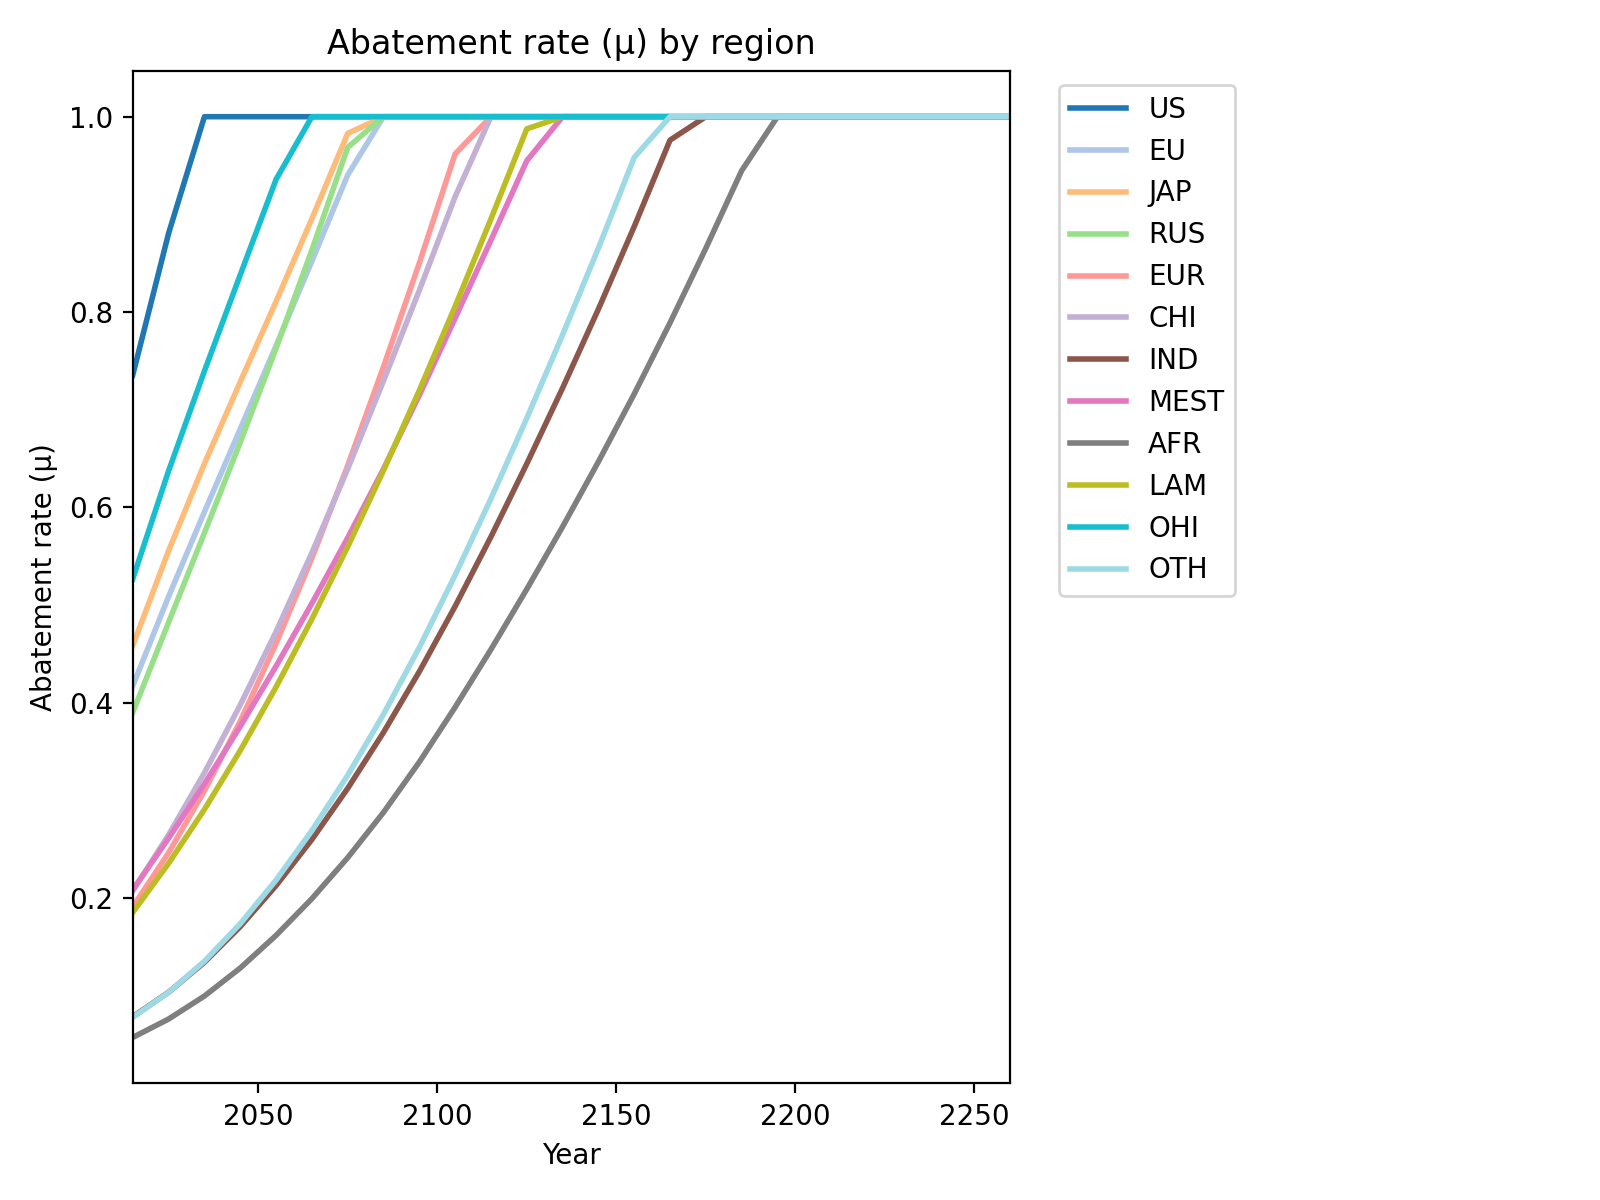 Abatement rate (μ) by region
1.0
0.8
0.6
0.4
0.2
Abatement rate (μ)
2050 2100 2150 2200 2250
Year
US
EU
JAP
RUS
EUR
CHI
IND
MEST
AFR
LAM
OHI
OTH